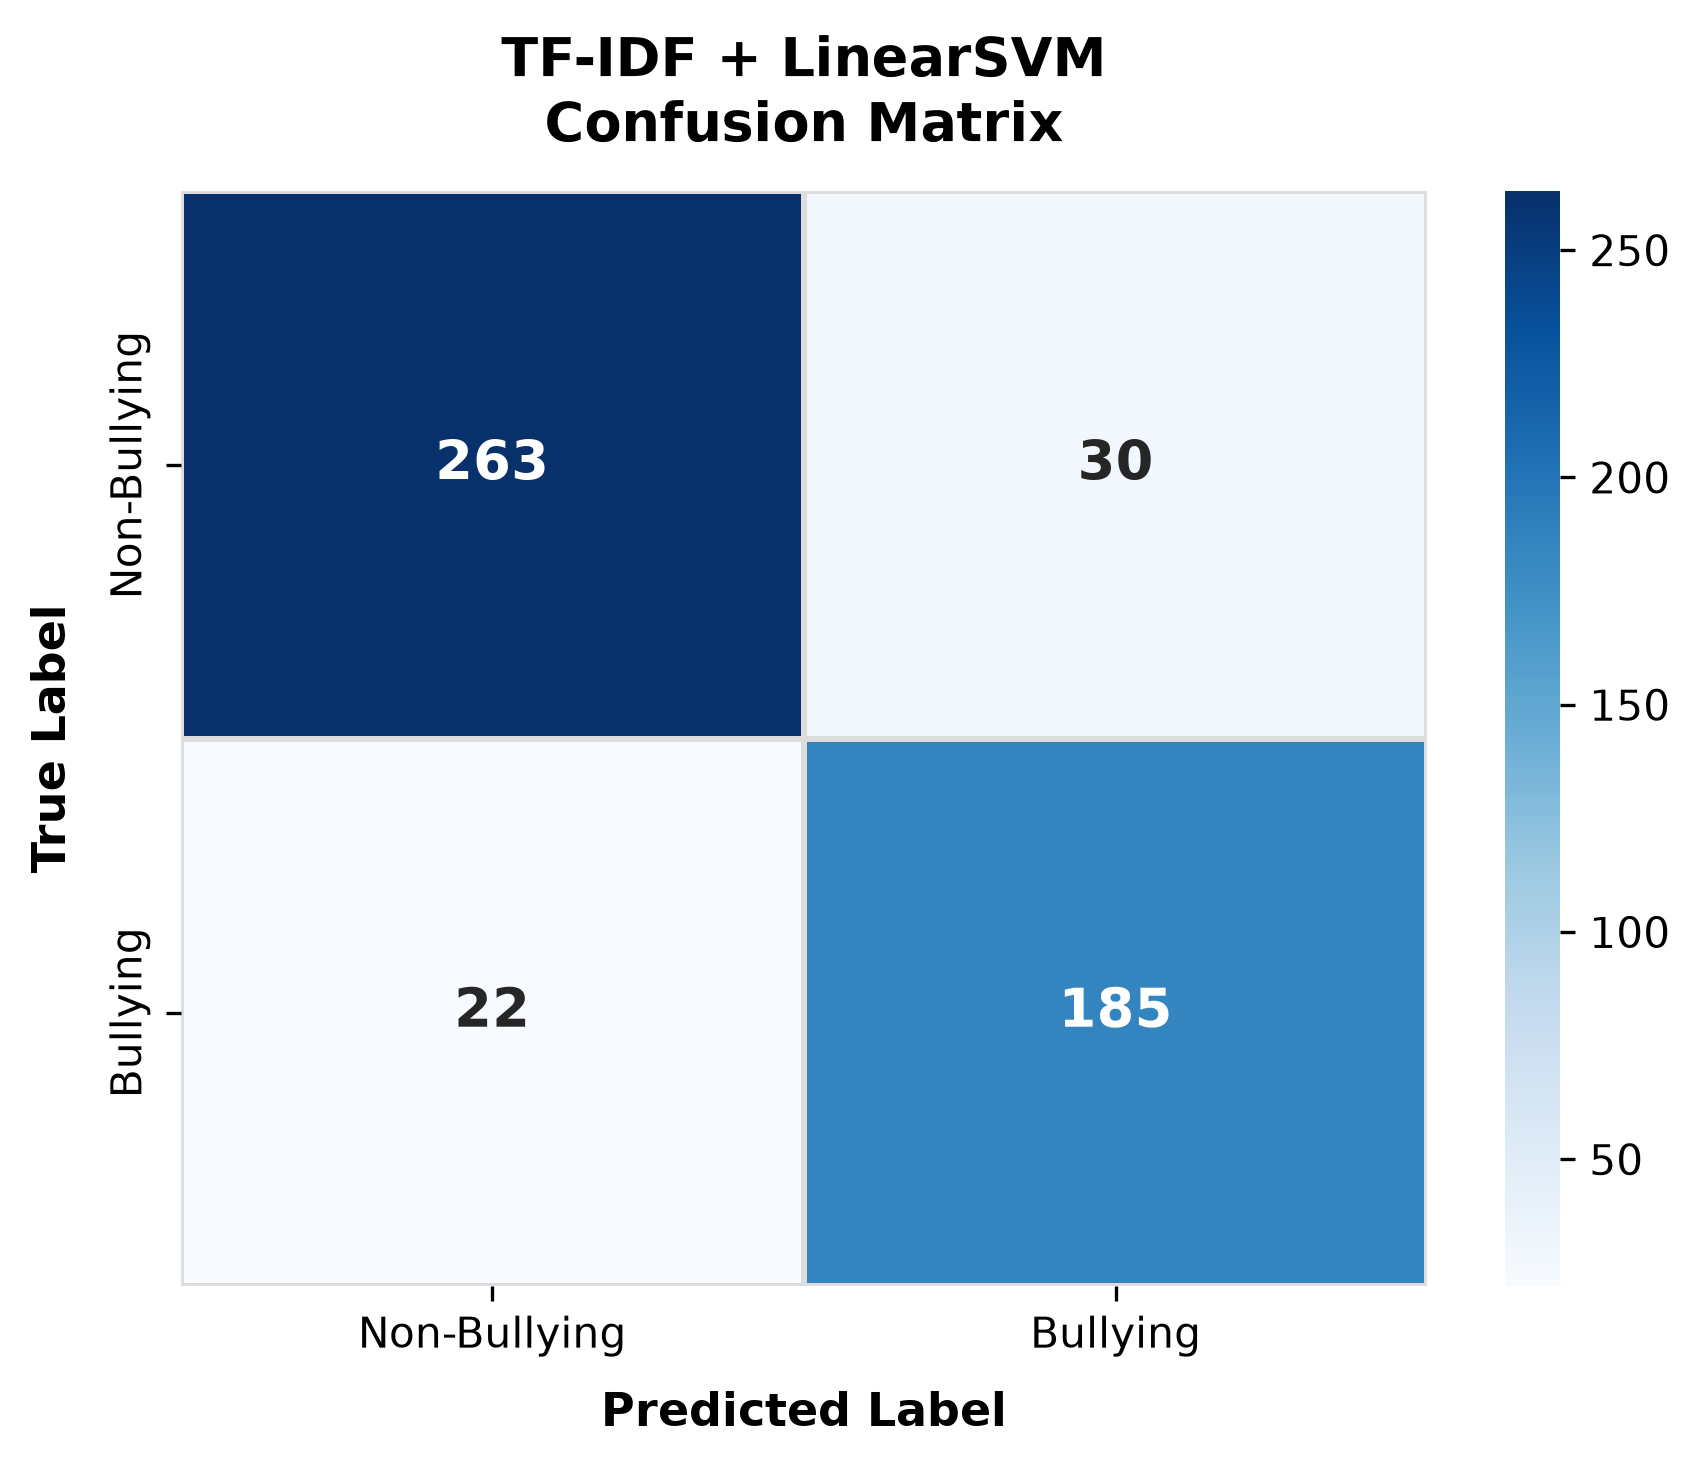 TF-IDF + LinearSVM
Confusion Matrix
True Label
Non-Bullying
263
30
Bullying
22
185
Non-Bullying
Bullying
Predicted Label
250
200
150
100
50